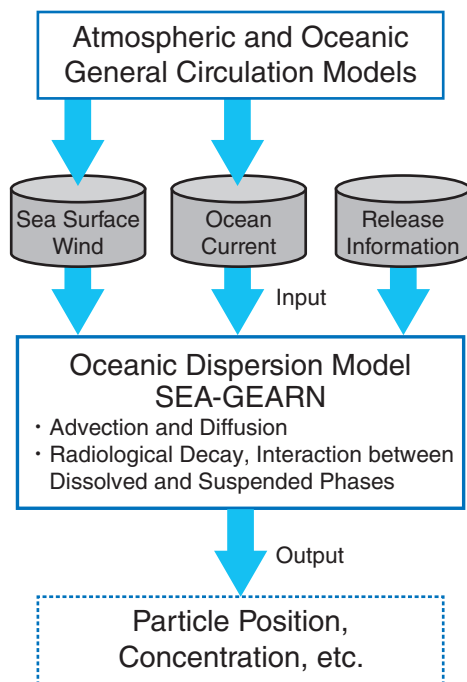 Atmospheric and Oceanic
General Circulation Models
Sea Surface
Wind
Ocean
Current
Release
Information
Input
Oceanic Dispersion Model
SEA-GEARN
・Advection and Diffusion
・Radiological Decay, Interaction between
Dissolved and Suspended Phases
Output
Particle Position,
Concentration, etc.